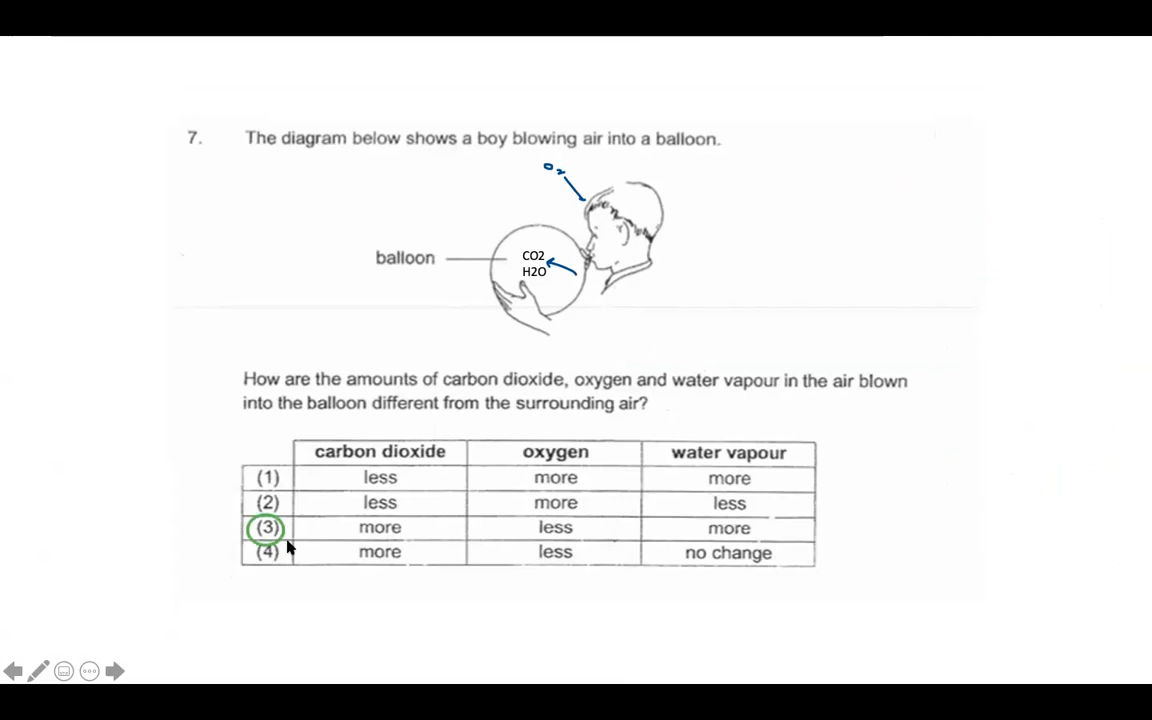 7. The diagram below shows a boy blowing air into a balloon.
O2
balloon
CO2
H2O
How are the amounts of carbon dioxide, oxygen and water vapour in the air blown
into the balloon different from the surrounding air?
carbon dioxide oxygen water vapour
(1) less more more
(2) less more less
(3) more less more
(4) more less no change